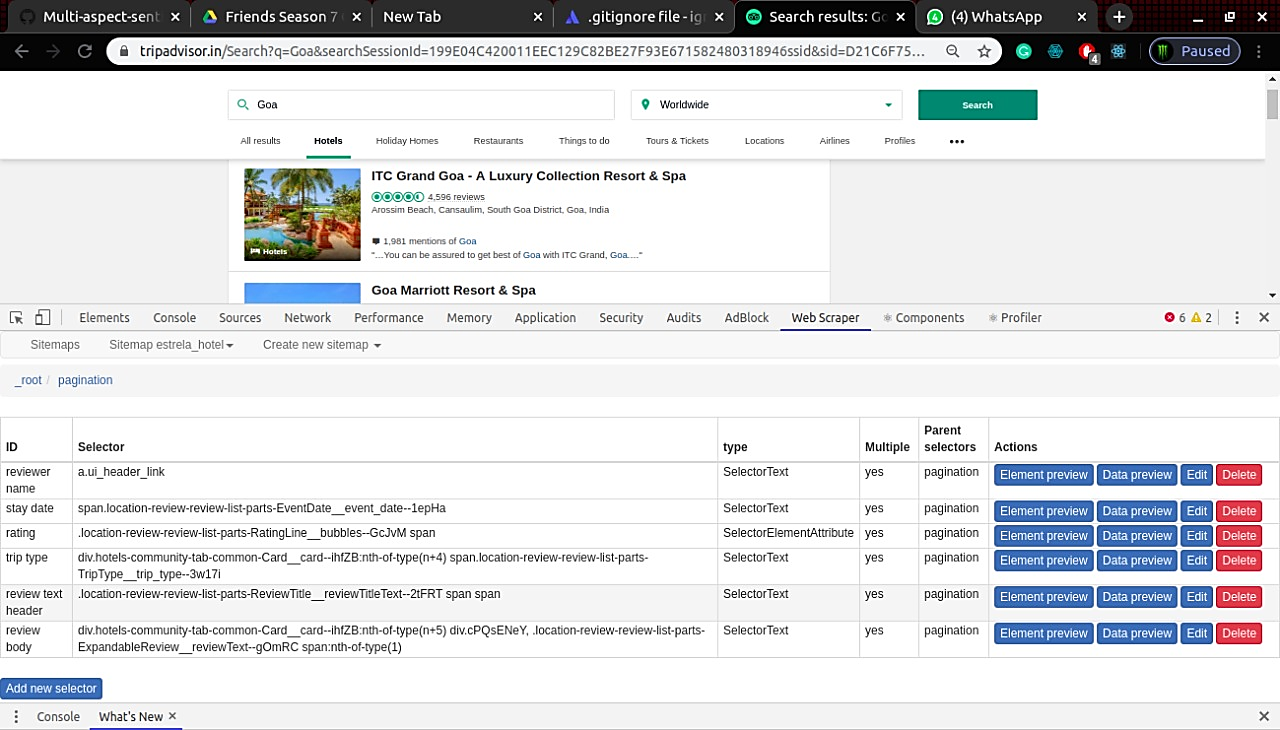 Multi-aspect-sent
Friends Season 7 (
New Tab
.gitignore file - ign
Search results: Go
(4) WhatsApp
tripadvisor.in/Search?q=Goa&searchSessionId=199E04C420011EEC129C82BE27F93E671582480318946ssid&sid=D21C6F75...
4
Paused
Goa
Worldwide
Search
All results Hotels Holiday Homes Restaurants Things to do Tours & Tickets Locations Airlines Profiles
ITC Grand Goa - A Luxury Collection Resort & Spa
4,596 reviews
Arossim Beach, Cansaulim, South Goa District, Goa, India
1,981 mentions of Goa
Hotels
"…You can be assured to get best of Goa with ITC Grand, Goa.…"
Goa Marriott Resort & Spa
Elements Console Sources Network Performance Memory Application Security Audits AdBlock Web Scraper Components Profiler 6 2
Sitemaps Sitemap estrela_hotel Create new sitemap
_root / pagination
ID Selector type Multiple Parent selectors Actions
reviewer name a.ui_header_link SelectorText yes pagination Element preview Data preview Edit Delete
stay date span.location-review-review-list-parts-EventDate__event_date--1epHa SelectorText yes pagination Element preview Data preview Edit Delete
rating .location-review-review-list-parts-RatingLine__bubbles--GcJvM span SelectorElementAttribute yes pagination Element preview Data preview Edit Delete
trip type div.hotels-community-tab-common-Card__card--ihfZB:nth-of-type(n+4) span.location-review-review-list-parts-TripType__trip_type--3w17i SelectorText yes pagination Element preview Data preview Edit Delete
review text header .location-review-review-list-parts-ReviewTitle__reviewTitleText--2tFRT span span SelectorText yes pagination Element preview Data preview Edit Delete
review body div.hotels-community-tab-common-Card__card--ihfZB:nth-of-type(n+5) div.cPQsENeY, .location-review-review-list-parts-ExpandableReview__reviewText--gOmRC span:nth-of-type(1) SelectorText yes pagination Element preview Data preview Edit Delete
Add new selector
Console What's New